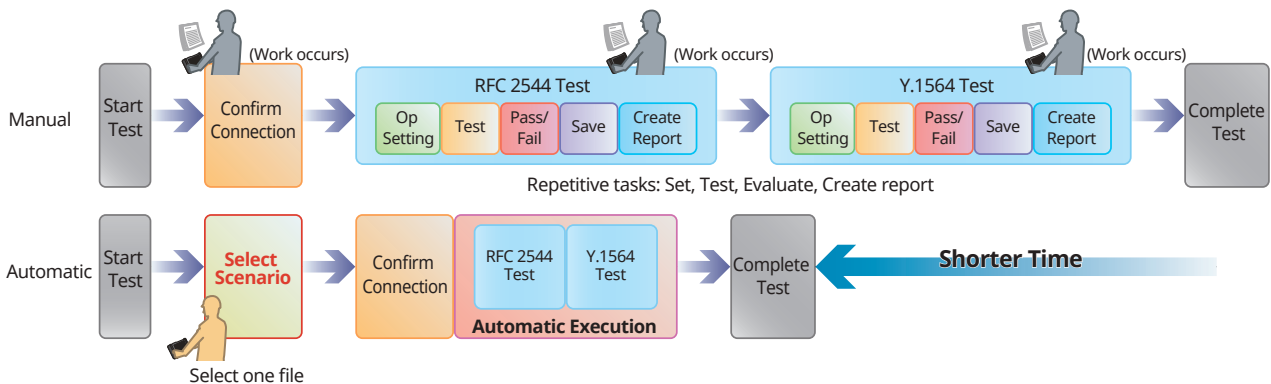 (Work occurs)
(Work occurs)
(Work occurs)
Manual
Start
Test
Confirm
Connection
RFC 2544 Test
Op
Setting
Test
Pass/
Fail
Save
Create
Report
Y.1564 Test
Op
Setting
Test
Pass/
Fail
Save
Create
Report
Complete
Test
Repetitive tasks: Set, Test, Evaluate, Create report
Automatic
Start
Test
Select
Scenario
Select one file
Confirm
Connection
RFC 2544
Test
Y.1564
Test
Automatic Execution
Complete
Test
Shorter Time